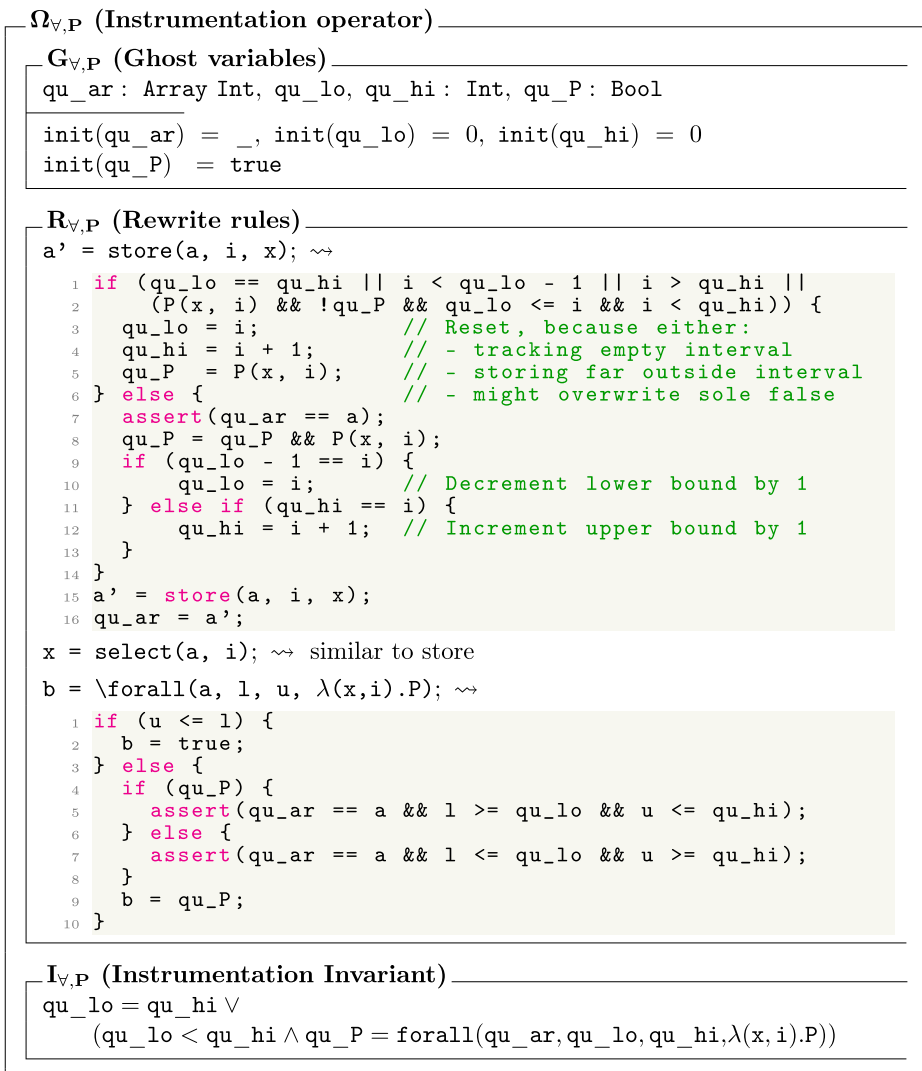 Ω∀,P (Instrumentation operator)
G∀,P (Ghost variables)
qu_ar : Array Int, qu_lo, qu_hi : Int, qu_P : Bool
init(qu_ar) = _, init(qu_lo) = 0, init(qu_hi) = 0
init(qu_P) = true
R∀,P (Rewrite rules)
a’ = store(a, i, x); ⇝
1 if (qu_lo == qu_hi || i < qu_lo - 1 || i > qu_hi ||
2 (P(x, i) && !qu_P && qu_lo <= i && i < qu_hi)) {
3 qu_lo = i; // Reset, because either:
4 qu_hi = i + 1; // - tracking empty interval
5 qu_P = P(x, i); // - storing far outside interval
6 } else { // - might overwrite sole false
7 assert(qu_ar == a);
8 qu_P = qu_P && P(x, i);
9 if (qu_lo - 1 == i) {
10 qu_lo = i; // Decrement lower bound by 1
11 } else if (qu_hi == i) {
12 qu_hi = i + 1; // Increment upper bound by 1
13 }
14 }
15 a’ = store(a, i, x);
16 qu_ar = a’;
x = select(a, i); ⇝ similar to store
b = \forall(a, l, u, λ(x,i).P); ⇝
1 if (u <= l) {
2 b = true;
3 } else {
4 if (qu_P) {
5 assert(qu_ar == a && l >= qu_lo && u <= qu_hi);
6 } else {
7 assert(qu_ar == a && l <= qu_lo && u >= qu_hi);
8 }
9 b = qu_P;
10 }
I∀,P (Instrumentation Invariant)
qu_lo = qu_hi ∨
(qu_lo < qu_hi ∧ qu_P = forall(qu_ar, qu_lo, qu_hi,λ(x, i).P))